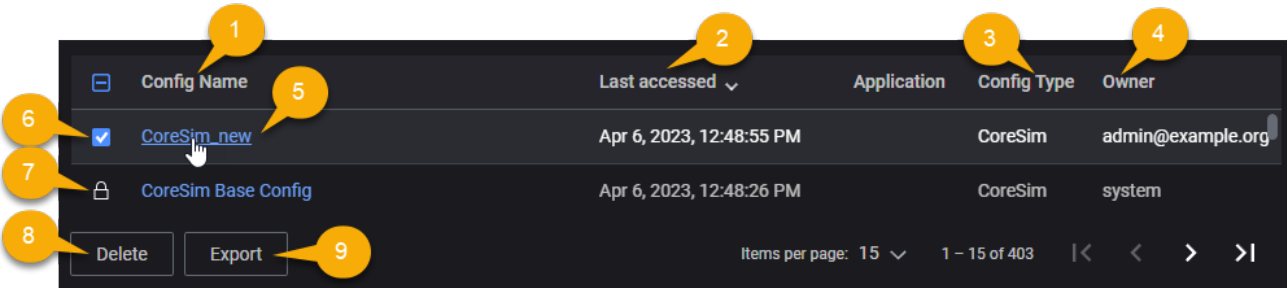 1 2 3 4
Config Name Last accessed Application Config Type Owner
5
6 CoreSim_new Apr 6, 2023, 12:48:55 PM CoreSim admin@example.org
7 CoreSim Base Config Apr 6, 2023, 12:48:26 PM CoreSim system
8 Delete Export 9 Items per page: 15 1 – 15 of 403